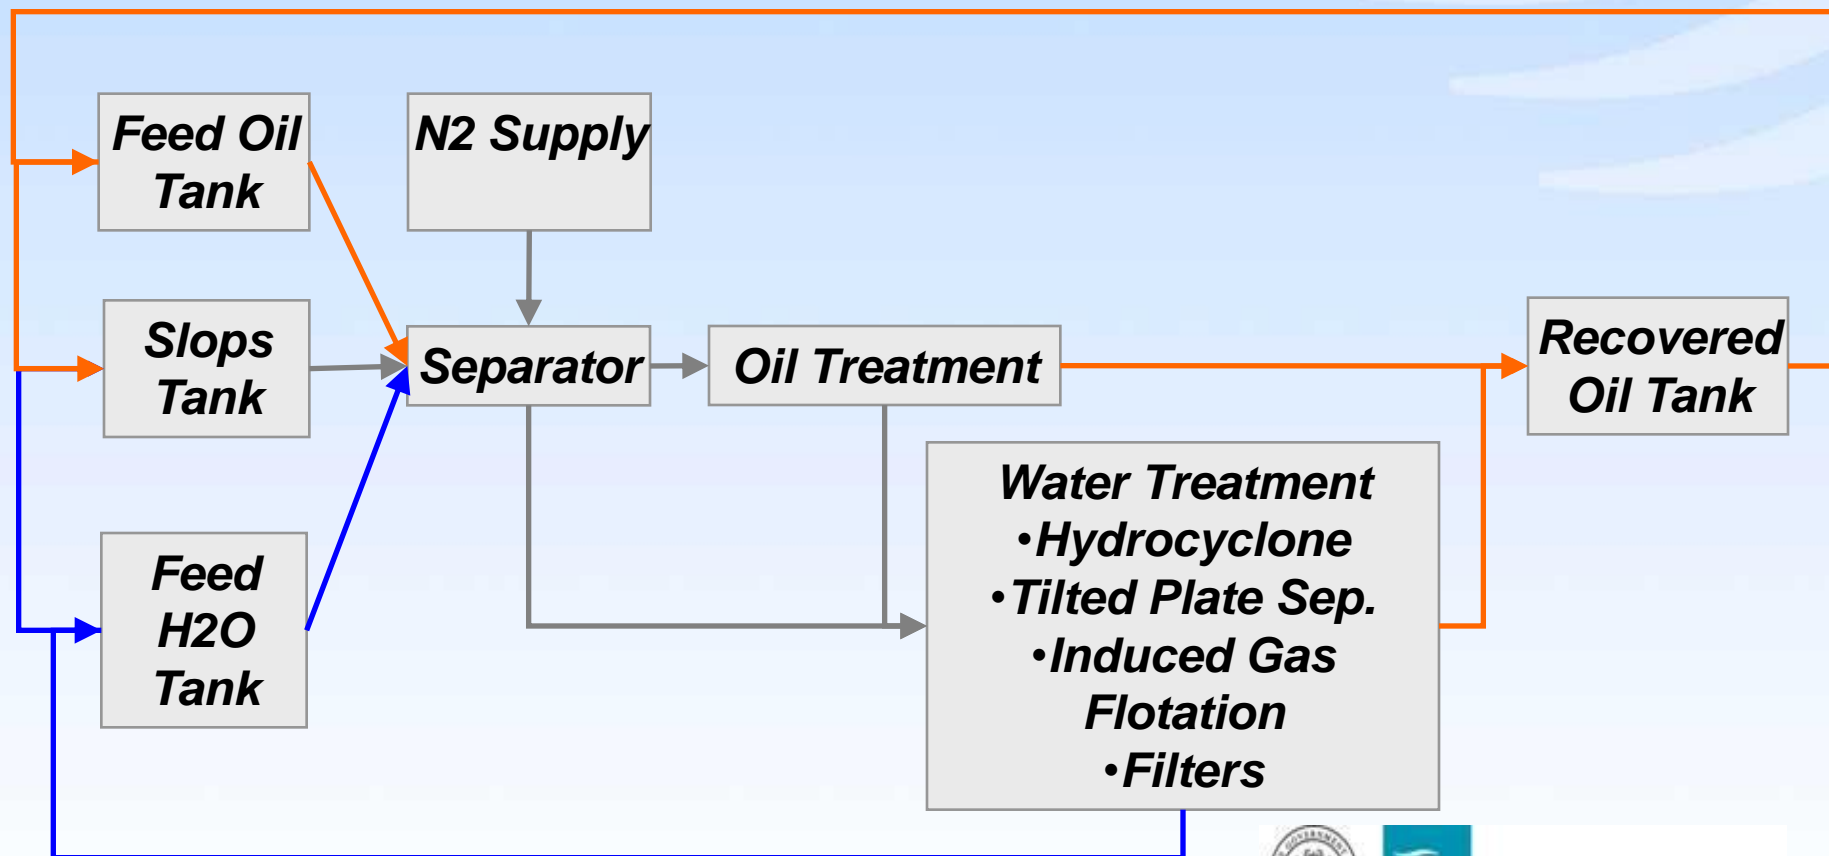 Feed Oil
Tank
N2 Supply
Slops
Tank
Separator
Oil Treatment
Recovered
Oil Tank
Feed
H2O
Tank
Water Treatment
•Hydrocyclone
•Tilted Plate Sep.
•Induced Gas
Flotation
•Filters